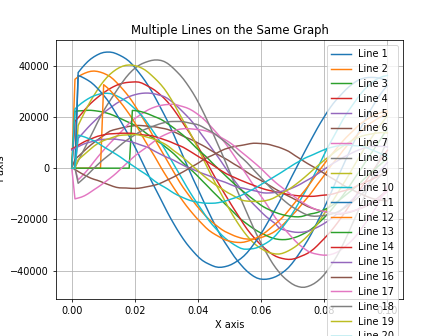 Multiple Lines on the Same Graph
40000
20000
0
−20000
−40000
0.00
0.02
0.04
0.06
X axis
Line 1
Line 2
Line 3
Line 4
Line 5
Line 6
Line 7
Line 8
Line 9
Line 10
Line 11
Line 12
Line 13
Line 14
Line 15
Line 16
Line 17
Line 18
Line 19